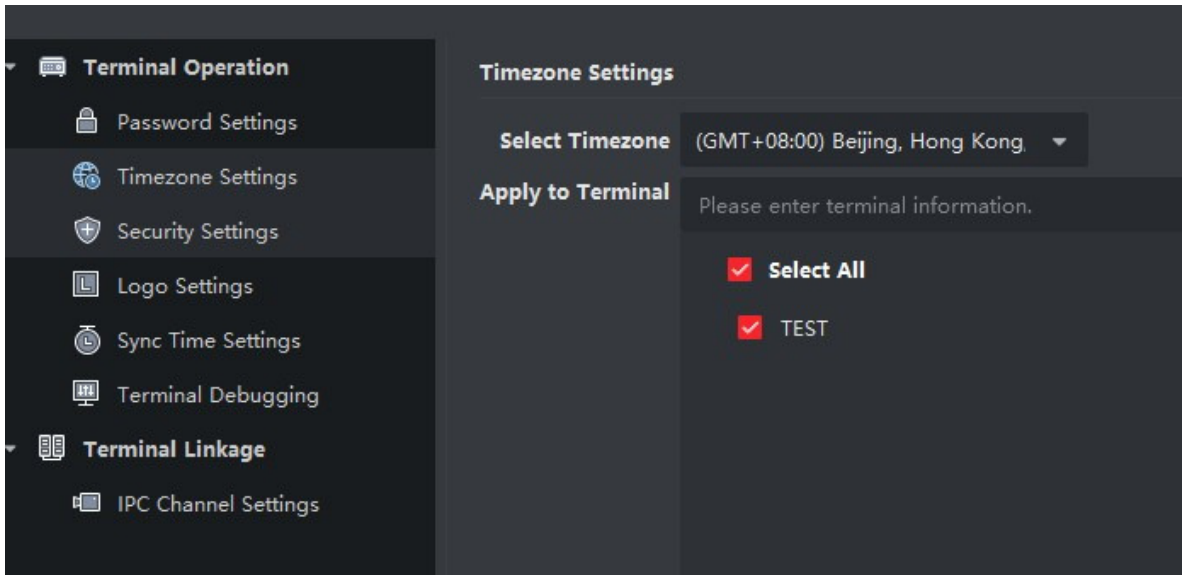 Terminal Operation
Password Settings
Timezone Settings
Security Settings
Logo Settings
Sync Time Settings
Terminal Debugging
Terminal Linkage
IPC Channel Settings
Timezone Settings
Select Timezone (GMT+08:00) Beijing, Hong Kong,
Apply to Terminal Please enter terminal information.
Select All
TEST